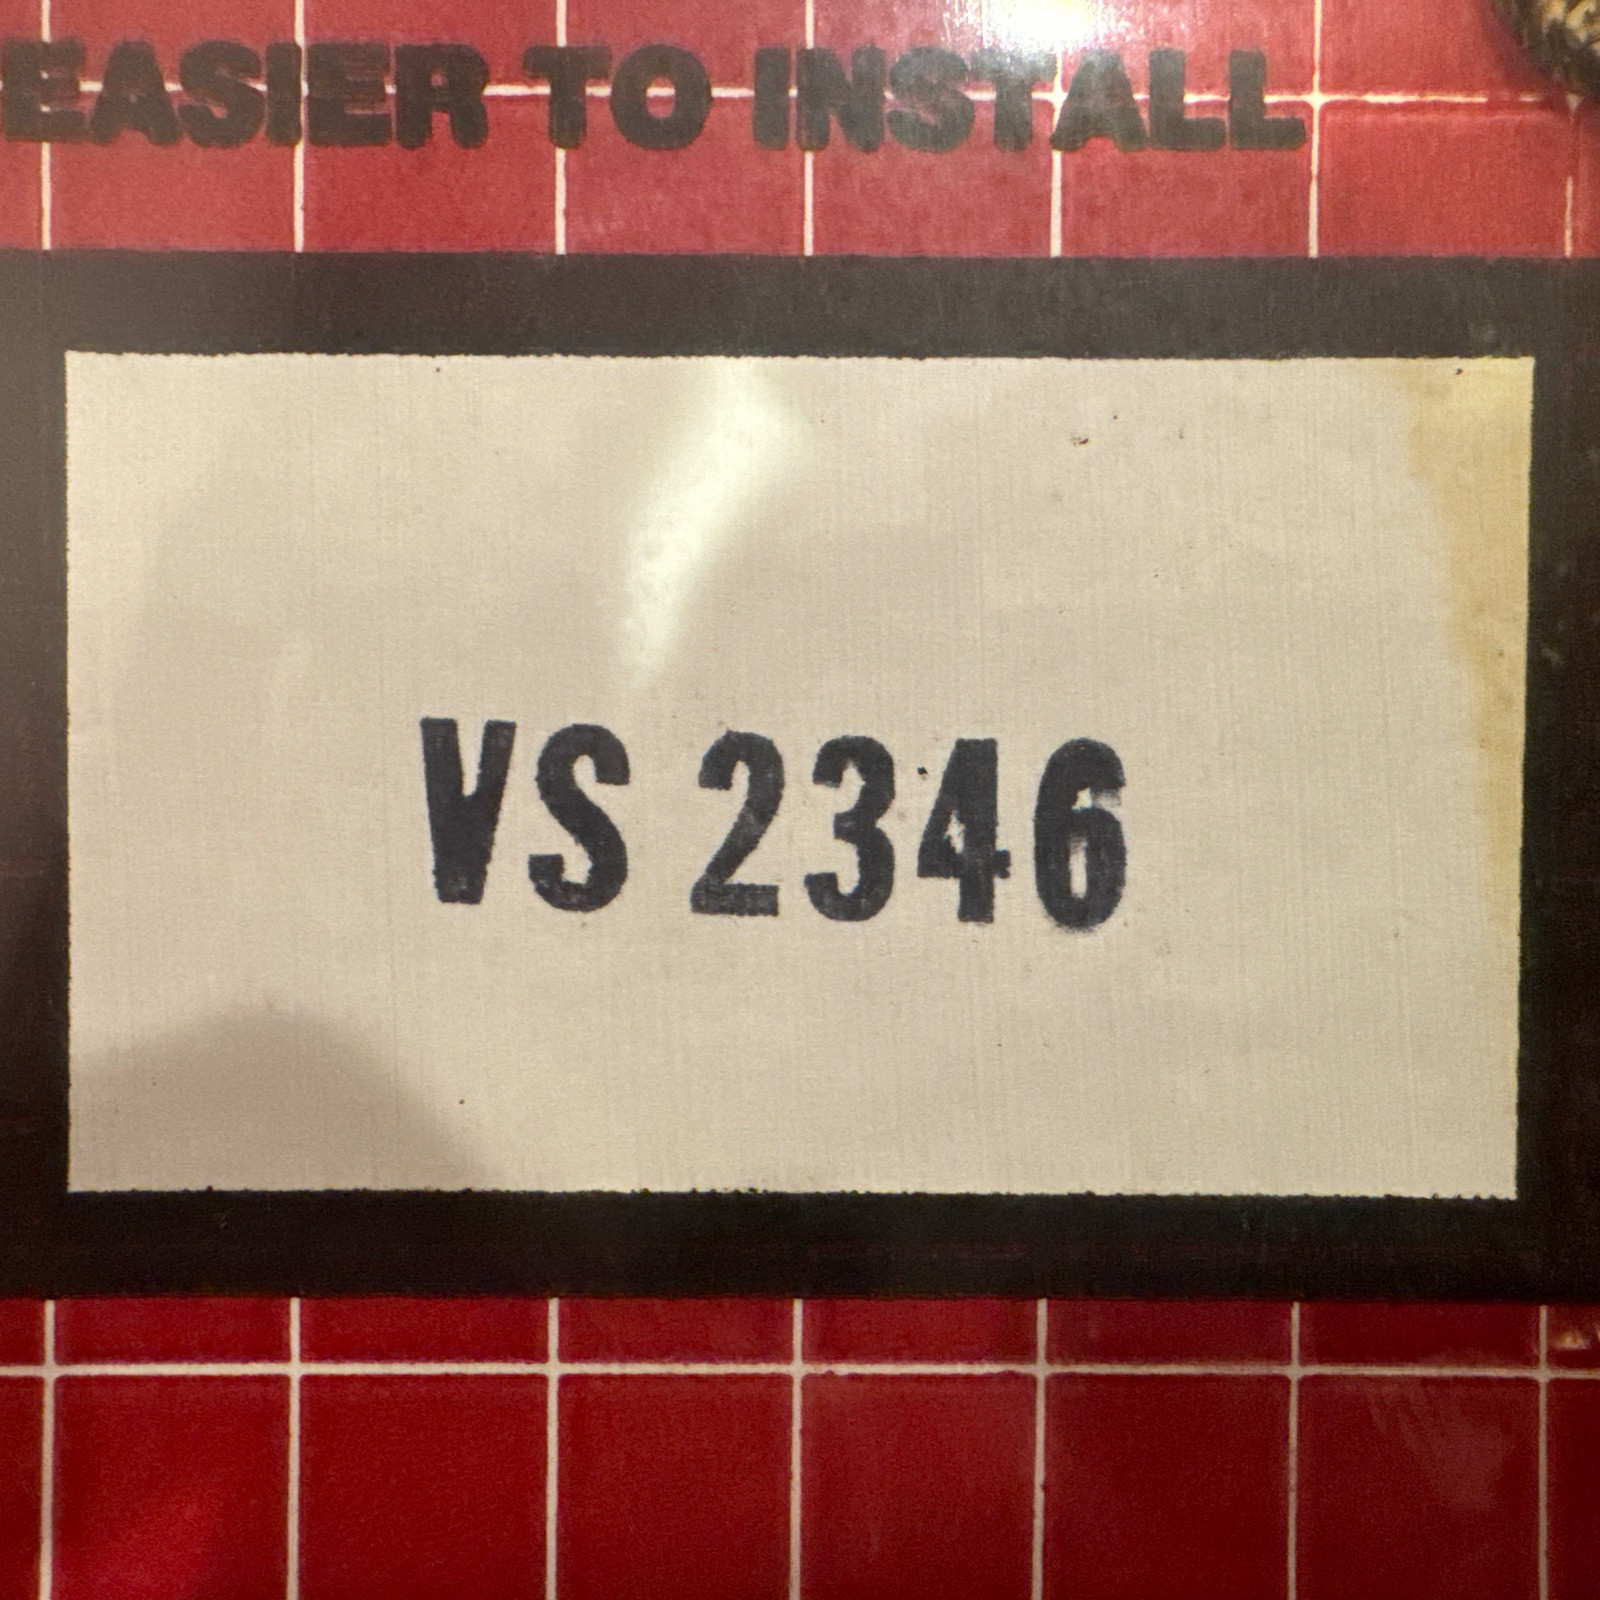 EASIER TO INSTALL
VS 2346